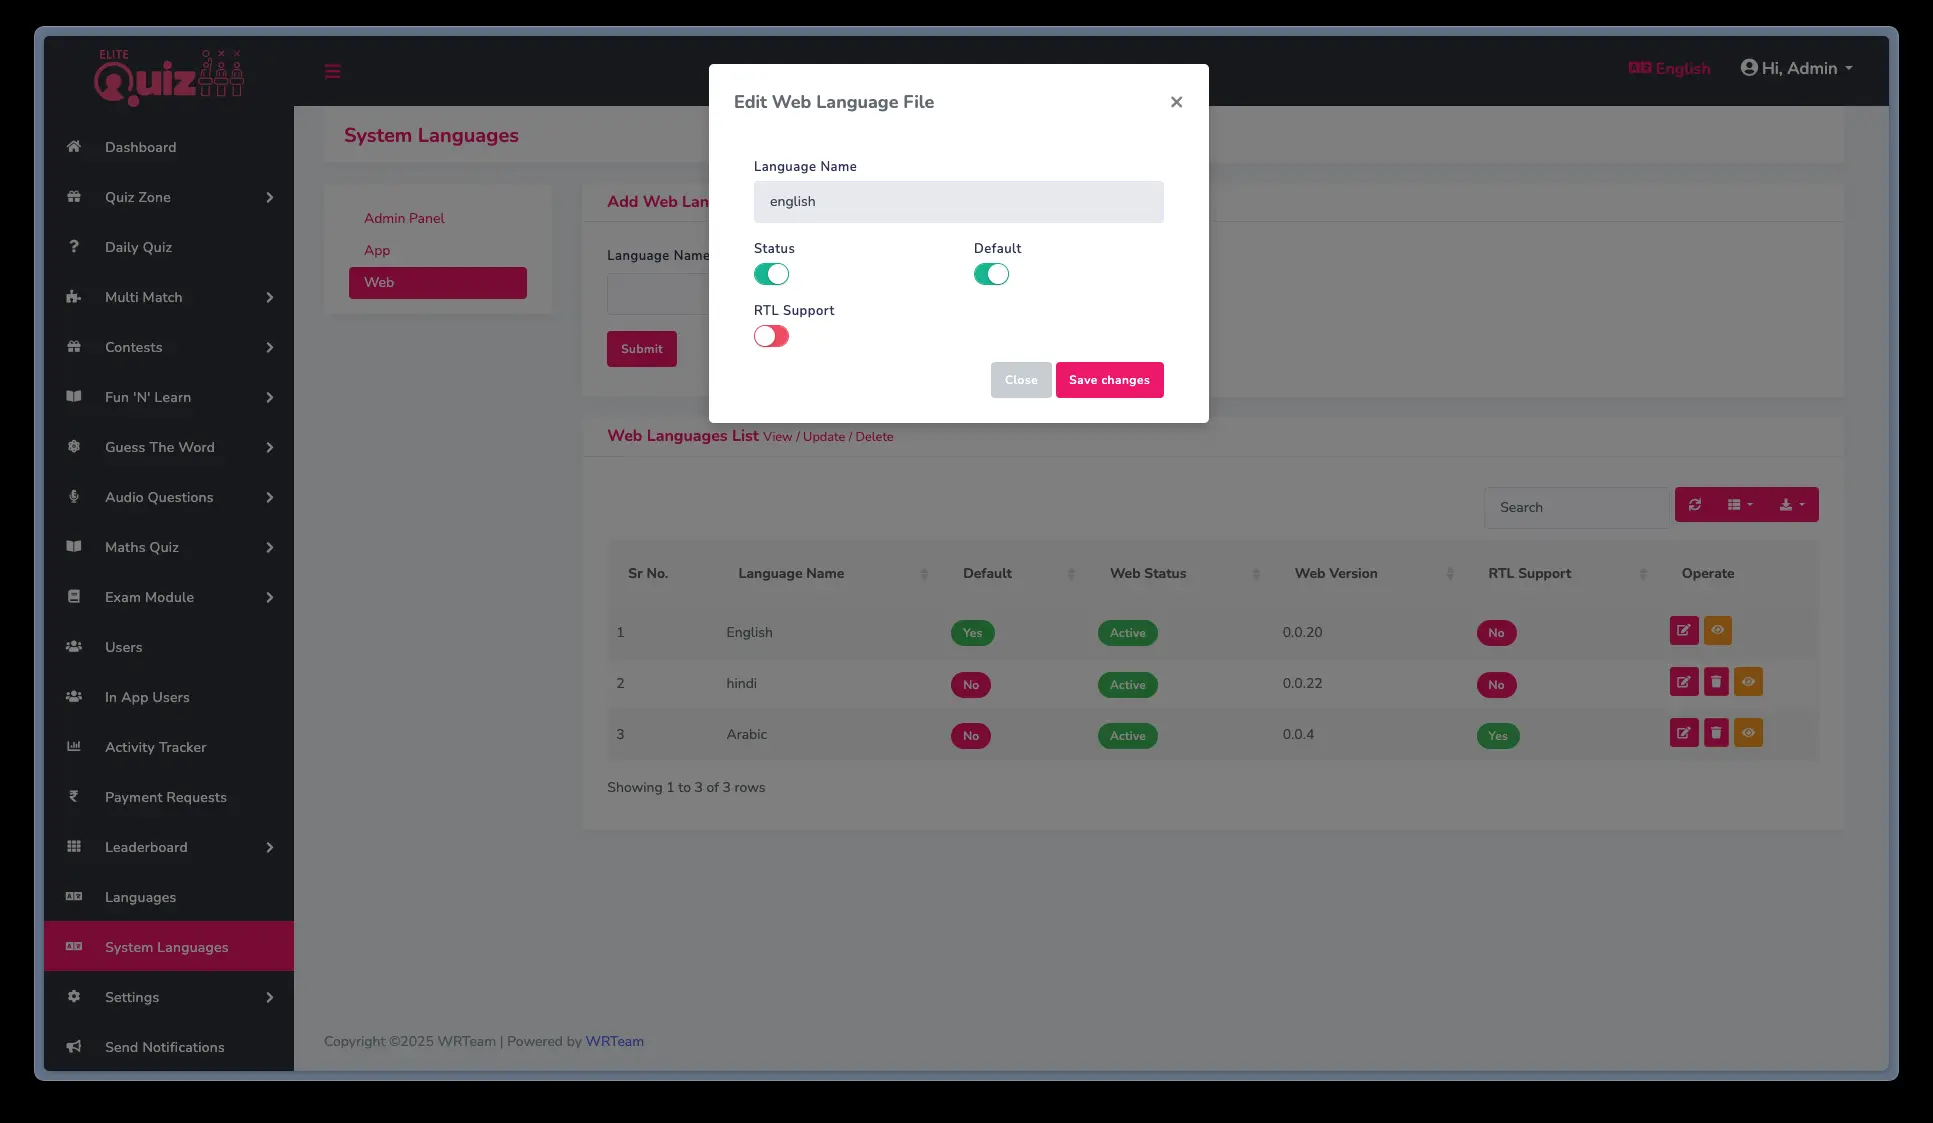 ELITE
Quiz
English
Hi, Admin
Dashboard
Quiz Zone
Daily Quiz
Multi Match
Contests
Fun 'N' Learn
Guess The Word
Audio Questions
Maths Quiz
Exam Module
Users
In App Users
Activity Tracker
Payment Requests
Leaderboard
Languages
System Languages
Settings
Send Notifications
System Languages
Admin Panel
App
Web
Add Web Lan
Language Name
Submit
Edit Web Language File
×
Language Name
english
Status
Default
RTL Support
Close
Save changes
Web Languages List View / Update / Delete
Search
Sr No. Language Name Default Web Status Web Version RTL Support Operate
1 English Yes Active 0.0.20 No
2 hindi No Active 0.0.22 No
3 Arabic No Active 0.0.4 Yes
Showing 1 to 3 of 3 rows
Copyright ©2025 WRTeam | Powered by WRTeam